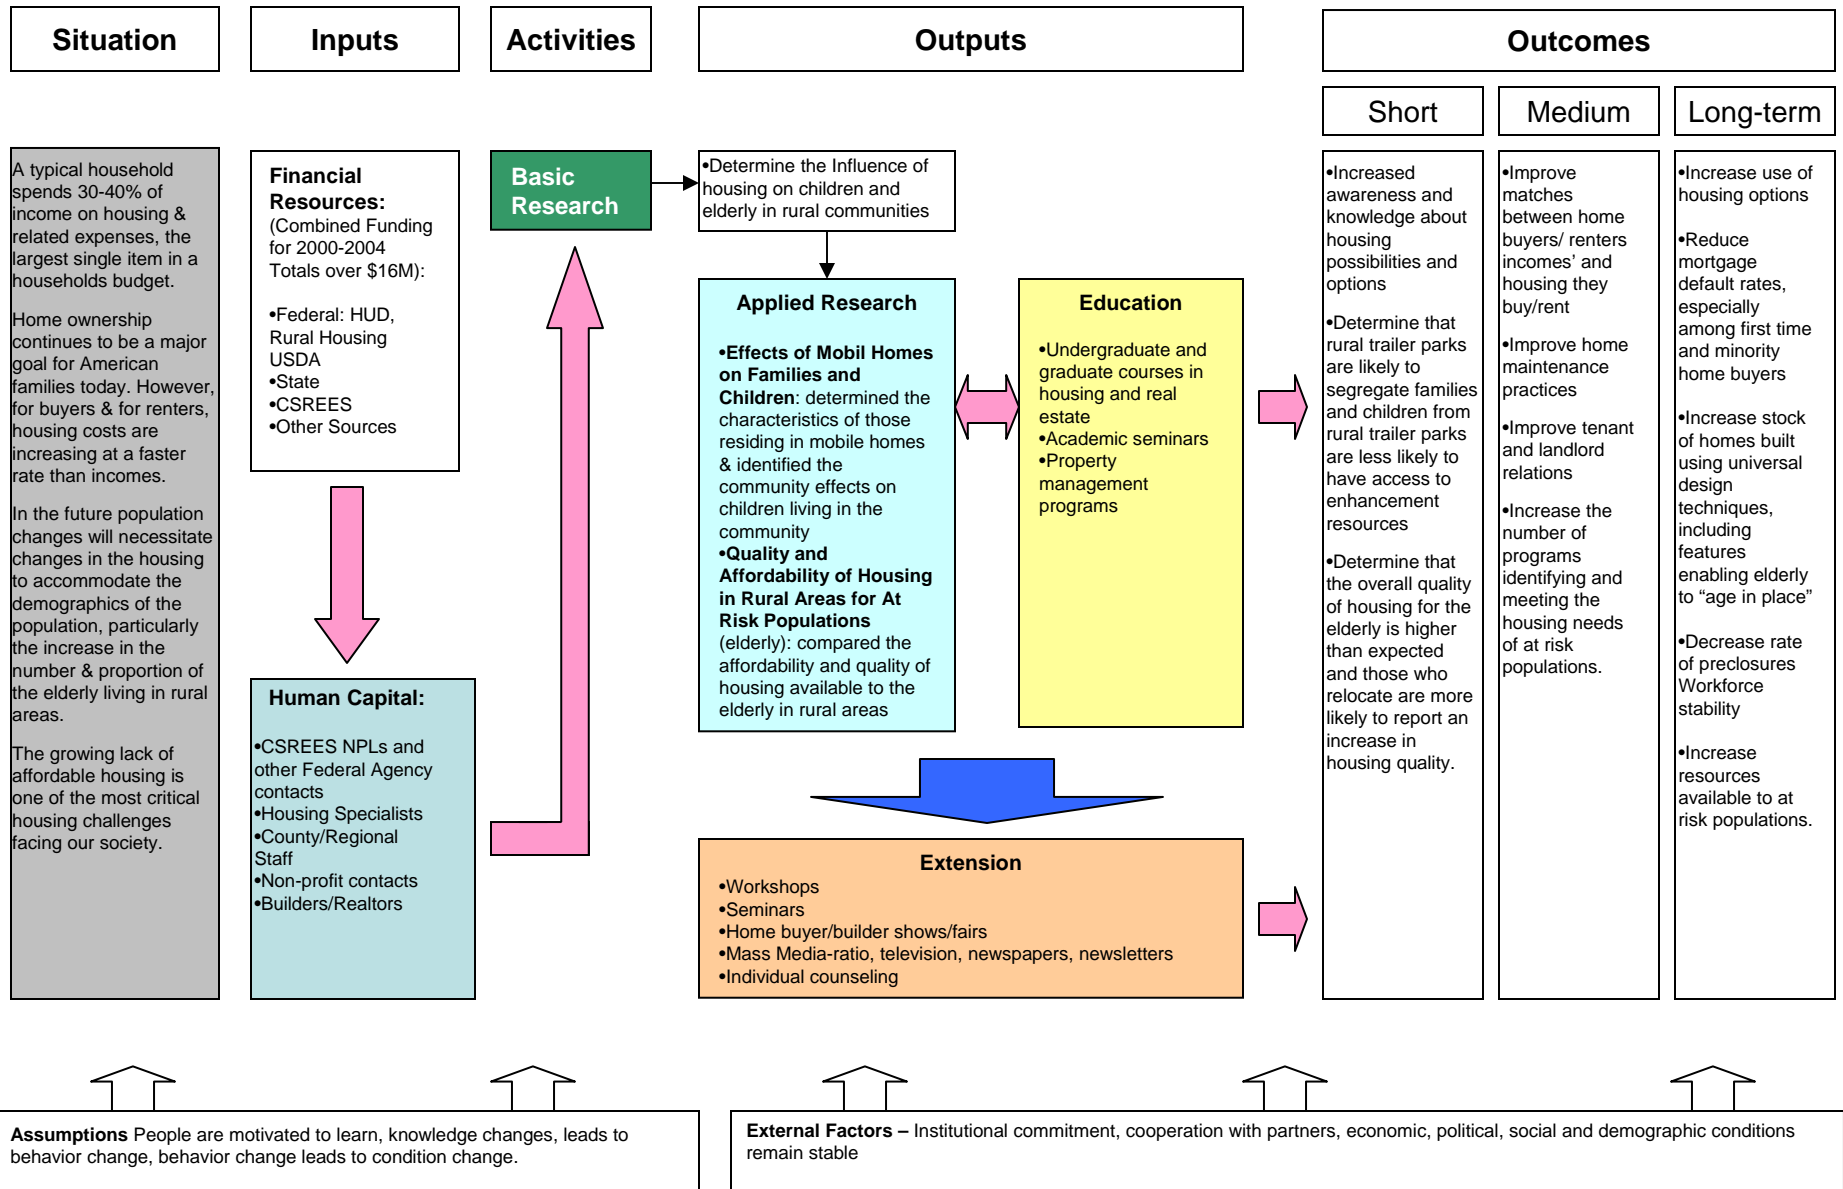 Situation
Inputs
Activities
Outputs
Outcomes
Short
Medium
Long-term
A typical household
spends 30-40% of
income on housing &
related expenses, the
largest single item in a
households budget.
Home ownership
continues to be a major
goal for American
families today. However,
for buyers & for renters,
housing costs are
increasing at a faster
rate than incomes.
In the future population
changes will necessitate
changes in the housing
to accommodate the
demographics of the
population, particularly
the increase in the
number & proportion of
the elderly living in rural
areas.
The growing lack of
affordable housing is
one of the most critical
housing challenges
facing our society.
Financial
Resources:
(Combined Funding
for 2000-2004
Totals over $16M):
•Federal: HUD,
Rural Housing
USDA
•State
•CSREES
•Other Sources
Human Capital:
•CSREES NPLs and
other Federal Agency
contacts
•Housing Specialists
•County/Regional
Staff
•Non-profit contacts
•Builders/Realtors
Basic
Research
•Determine the Influence of
housing on children and
elderly in rural communities
Applied Research
•Effects of Mobil Homes
on Families and
Children: determined the
characteristics of those
residing in mobile homes
& identified the
community effects on
children living in the
community
•Quality and
Affordability of Housing
in Rural Areas for At
Risk Populations
(elderly): compared the
affordability and quality of
housing available to the
elderly in rural areas
Education
•Undergraduate and
graduate courses in
housing and real
estate
•Academic seminars
•Property
management
programs
Extension
•Workshops
•Seminars
•Home buyer/builder shows/fairs
•Mass Media-ratio, television, newspapers, newsletters
•Individual counseling
•Increased
awareness and
knowledge about
housing
possibilities and
options
•Determine that
rural trailer parks
are likely to
segregate families
and children from
rural trailer parks
are less likely to
have access to
enhancement
resources
•Determine that
the overall quality
of housing for the
elderly is higher
than expected
and those who
relocate are more
likely to report an
increase in
housing quality.
•Improve
matches
between home
buyers/ renters
incomes’ and
housing they
buy/rent
•Improve home
maintenance
practices
•Improve tenant
and landlord
relations
•Increase the
number of
programs
identifying and
meeting the
housing needs
of at risk
populations.
•Increase use of
housing options
•Reduce
mortgage
default rates,
especially
among first time
and minority
home buyers
•Increase stock
of homes built
using universal
design
techniques,
including
features
enabling elderly
to “age in place”
•Decrease rate
of preclosures
Workforce
stability
•Increase
resources
available to at
risk populations.
Assumptions People are motivated to learn, knowledge changes, leads to
behavior change, behavior change leads to condition change.
External Factors – Institutional commitment, cooperation with partners, economic, political, social and demographic conditions
remain stable